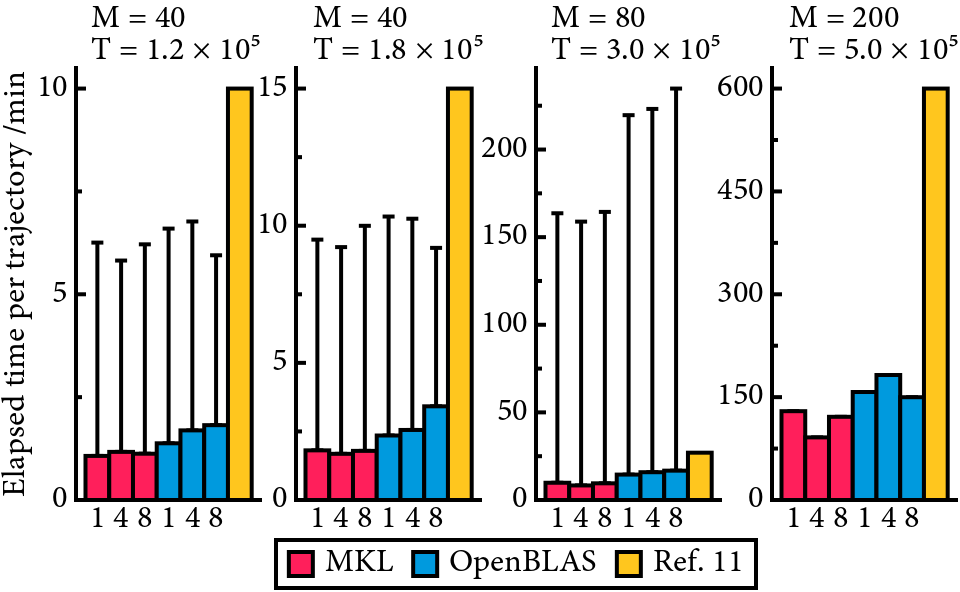 M = 40
T = 1.2 × 10⁵
M = 40
T = 1.8 × 10⁵
M = 80
T = 3.0 × 10⁵
M = 200
T = 5.0 × 10⁵
Elapsed time per trajectory /min
10
5
0
15
10
5
0
200
150
100
50
0
600
450
300
150
0
1 4 8 1 4 8
1 4 8 1 4 8
1 4 8 1 4 8
1 4 8 1 4 8
MKL OpenBLAS Ref. 11